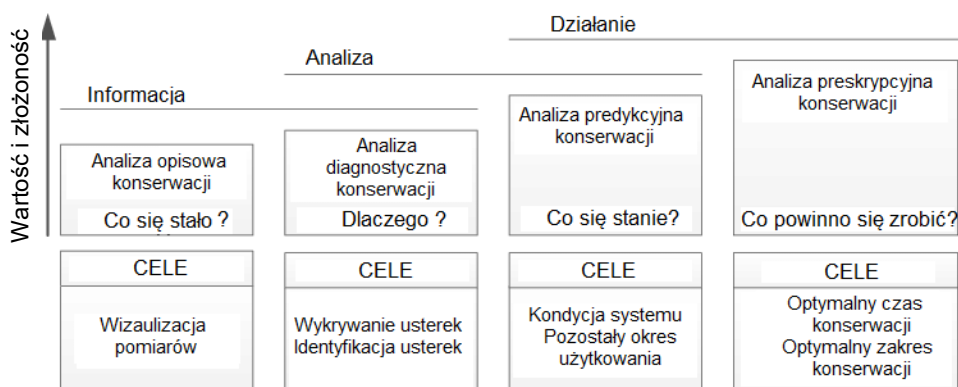 Wartość i złożoność
Działanie
Analiza
Informacja
Analiza opisowa
konserwacji
Co się stało ?
Analiza
diagnostyczna
konserwacji
Dlaczego ?
Analiza predykcyjna
konserwacji
Co się stanie?
Analiza preskrypcyjna
konserwacji
Co powinno się zrobić?
CELE
Wizaulizacja
pomiarów
CELE
Wykrywanie usterek
Identyfikacja usterek
CELE
Kondycja systemu
Pozostały okres
użytkowania
CELE
Optymalny czas
konserwacji
Optymalny zakres
konserwacji